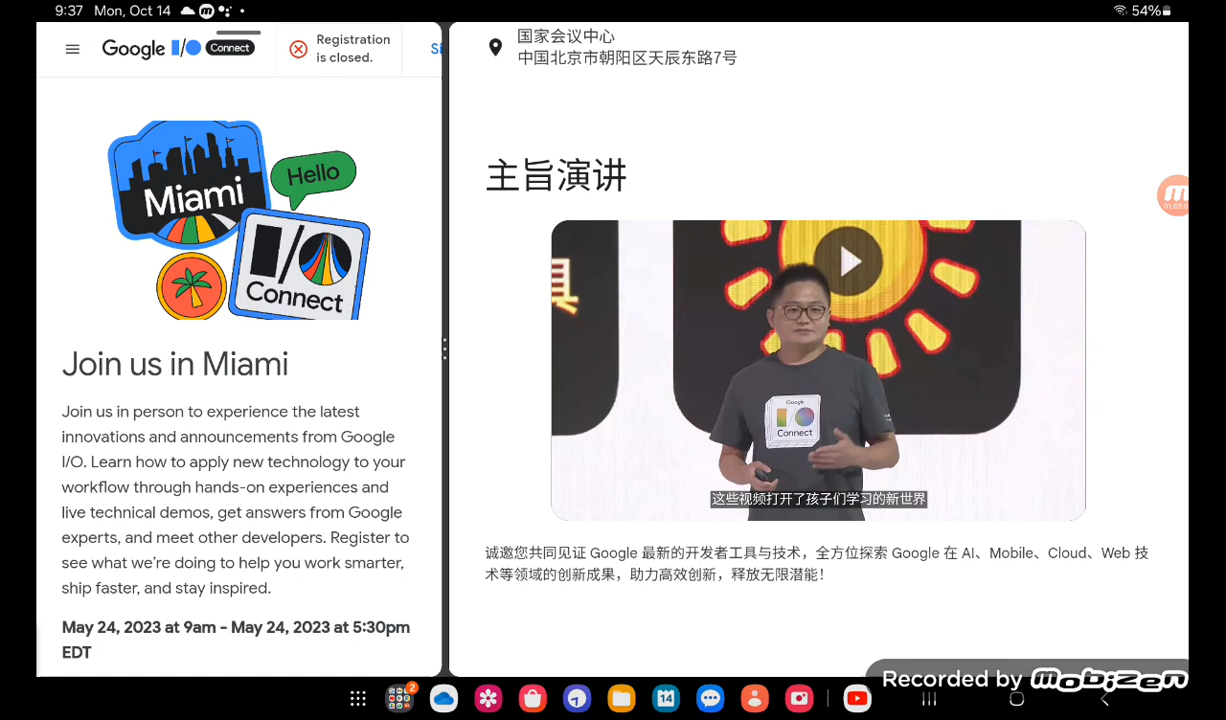 9:37 Mon, Oct 14
54%
Google I/O Connect
Registration
is closed.
Miami
Hello
I/O
Connect
Join us in Miami
Join us in person to experience the latest
innovations and announcements from Google
I/O. Learn how to apply new technology to your
workflow through hands-on experiences and
live technical demos, get answers from Google
experts, and meet other developers. Register to
see what we're doing to help you work smarter,
ship faster, and stay inspired.
May 24, 2023 at 9am - May 24, 2023 at 5:30pm
EDT
国家会议中心
中国北京市朝阳区天辰东路7号
主旨演讲
具
Google
I/O
Connect
这些视频打开了孩子们学习的新世界
诚邀您共同见证 Google 最新的开发者工具与技术，全方位探索 Google 在 AI、Mobile、Cloud、Web 技
术等领域的创新成果，助力高效创新，释放无限潜能！
2
14
Recorded by mobizen